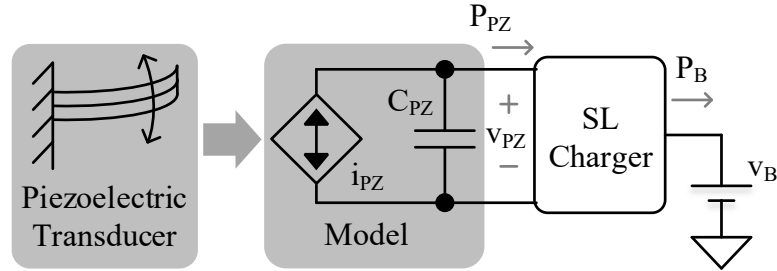 Piezoelectric
Transducer
i_PZ
C_PZ
Model
P_PZ
+
v_PZ
−
SL
Charger
P_B
v_B